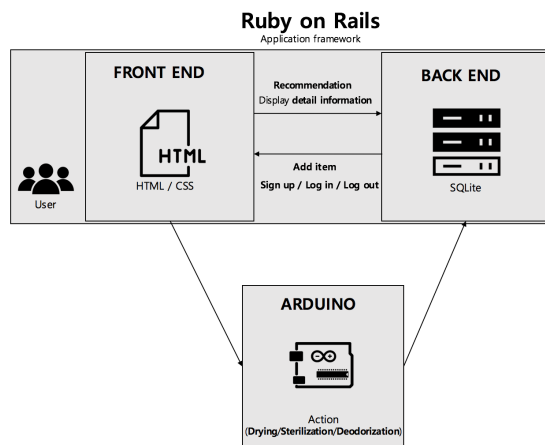 Ruby on Rails
Application framework
FRONT END
HTML
HTML / CSS
User
Recommendation
Display detail information
Add item
Sign up / Log in / Log out
BACK END
SQLite
ARDUINO
Action
(Drying/Sterilization/Deodorization)